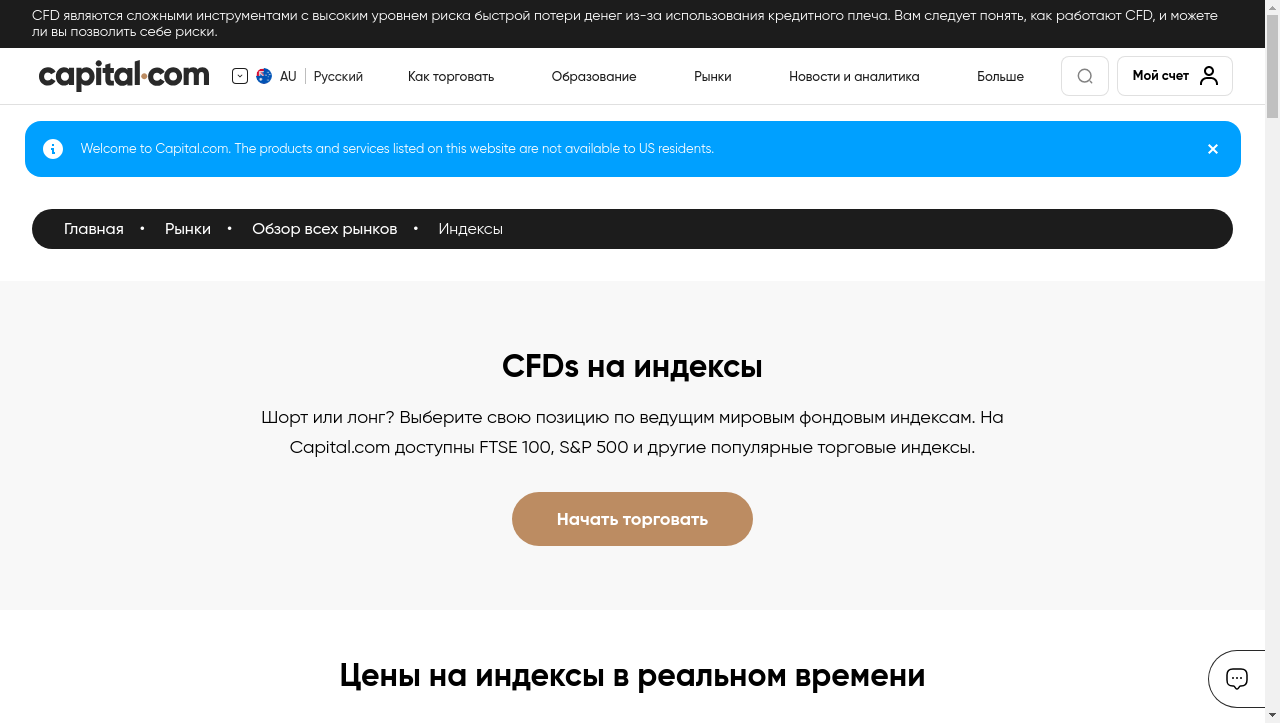 CFD являются сложными инструментами с высоким уровнем риска быстрой потери денег из-за использования кредитного плеча. Вам следует понять, как работают CFD, и можете
ли вы позволить себе риски.
capital.com
AU
Русский
Как торговать
Образование
Рынки
Новости и аналитика
Больше
Мой счет
Welcome to Capital.com. The products and services listed on this website are not available to US residents.
Главная • Рынки • Обзор всех рынков • Индексы
CFDs на индексы
Шорт или лонг? Выберите свою позицию по ведущим мировым фондовым индексам. На
Capital.com доступны FTSE 100, S&P 500 и другие популярные торговые индексы.
Начать торговать
Цены на индексы в реальном времени